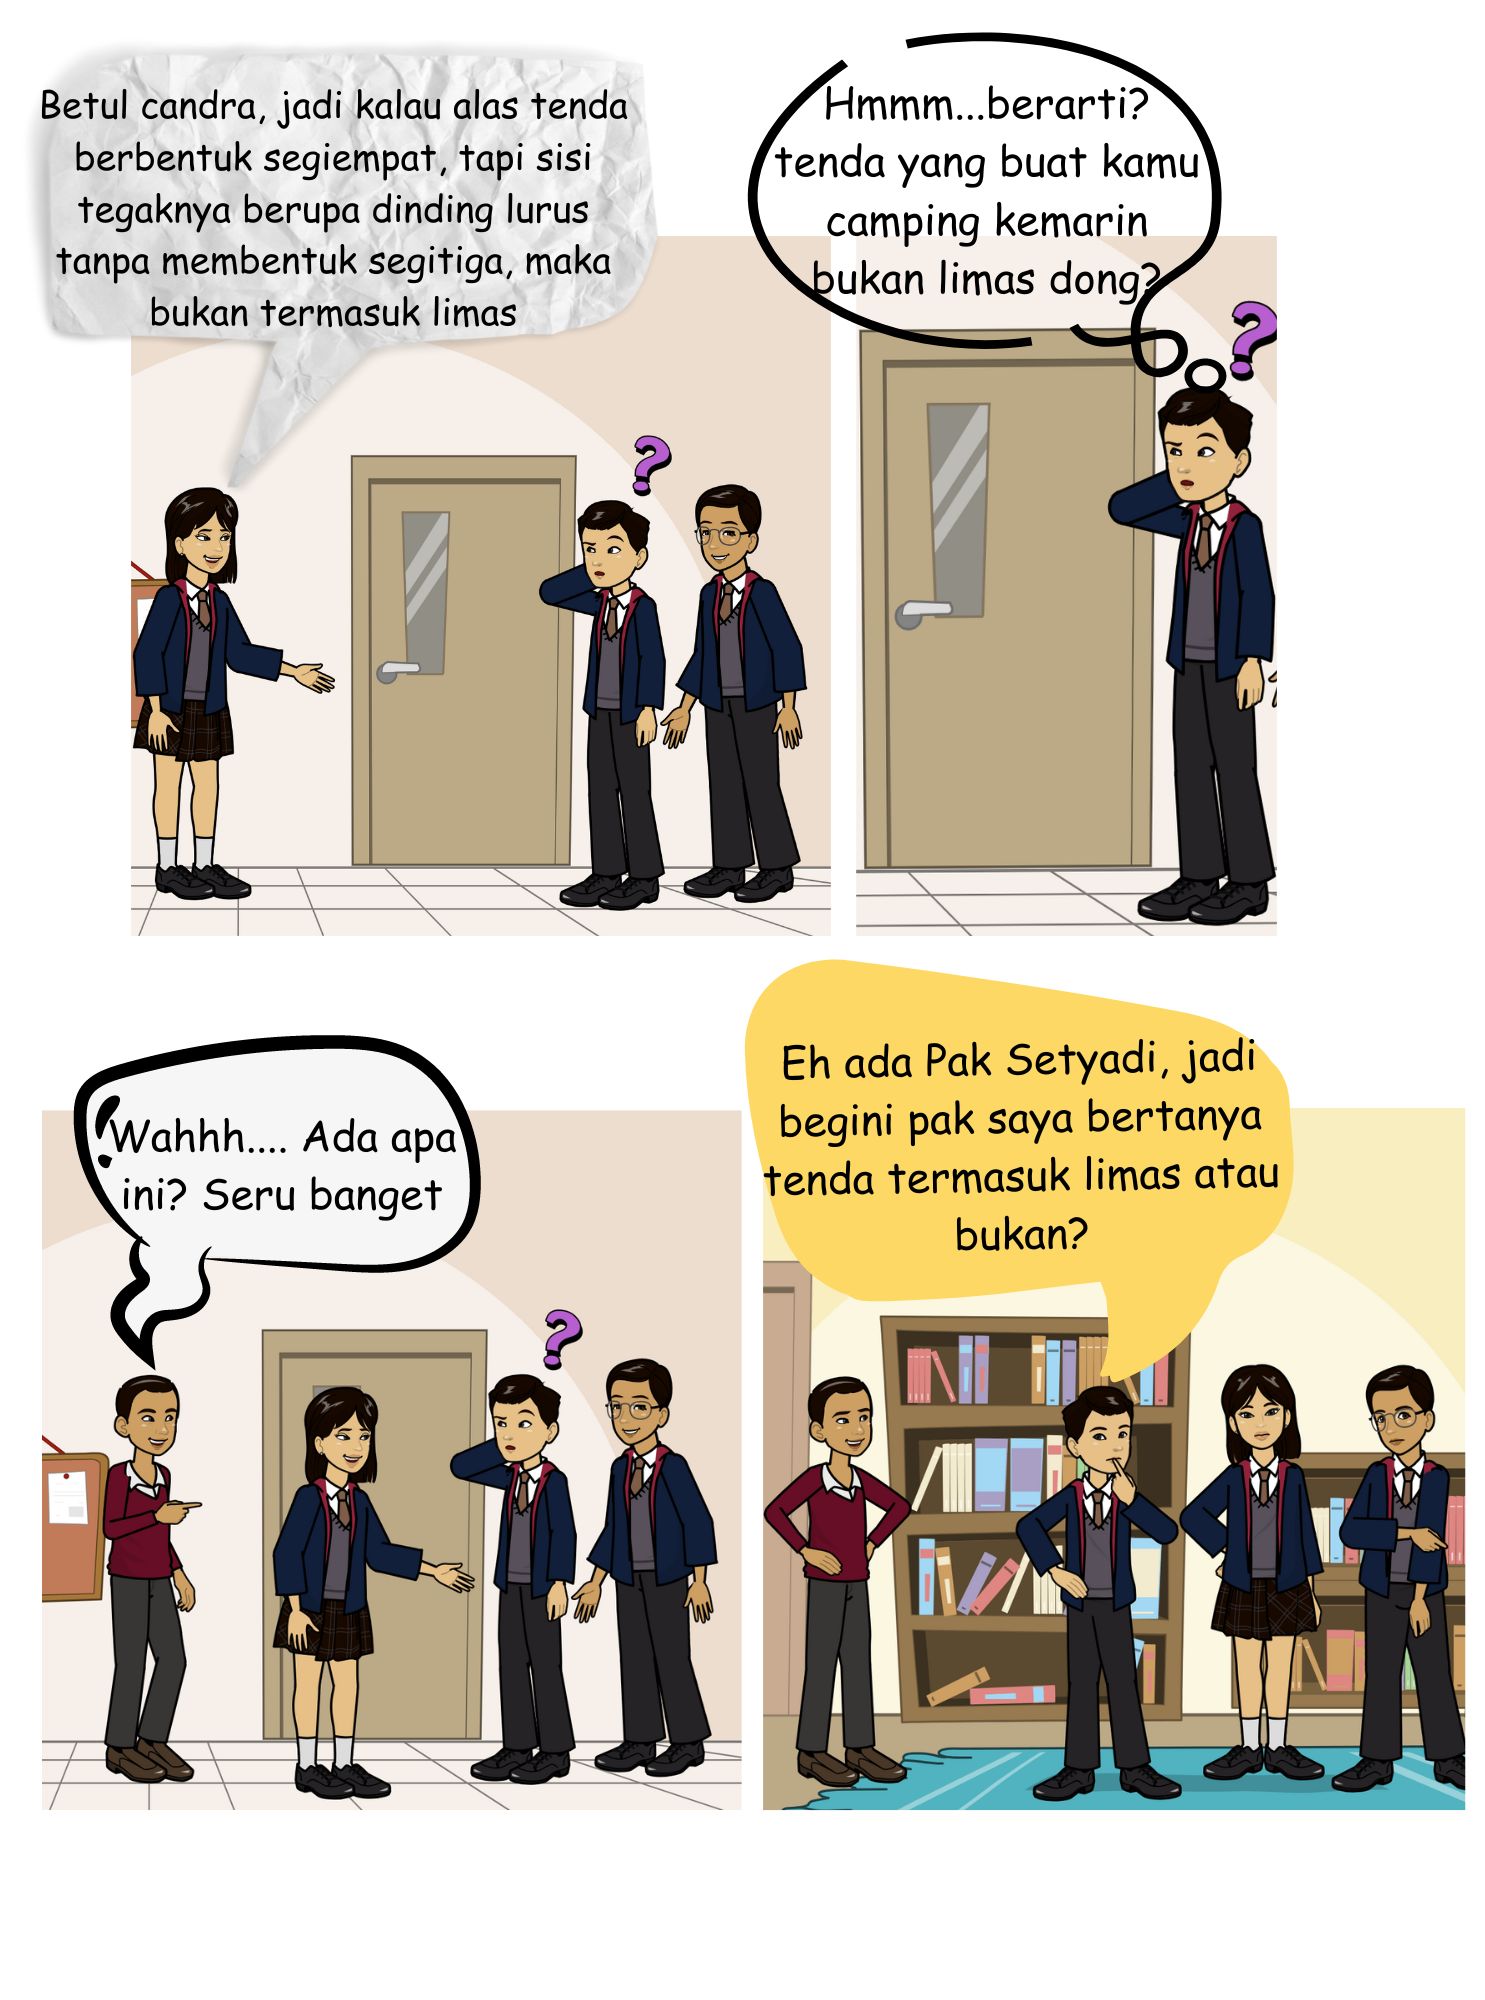 Betul candra, jadi kalau alas tenda
berbentuk segiempat, tapi sisi
tegaknya berupa dinding lurus
tanpa membentuk segitiga, maka
bukan termasuk limas
Hmmm...berarti?
tenda yang buat kamu
camping kemarin
bukan limas dong?
?
?
Wahhh.... Ada apa
ini? Seru banget
?
Eh ada Pak Setyadi, jadi
begini pak saya bertanya
tenda termasuk limas atau
bukan?